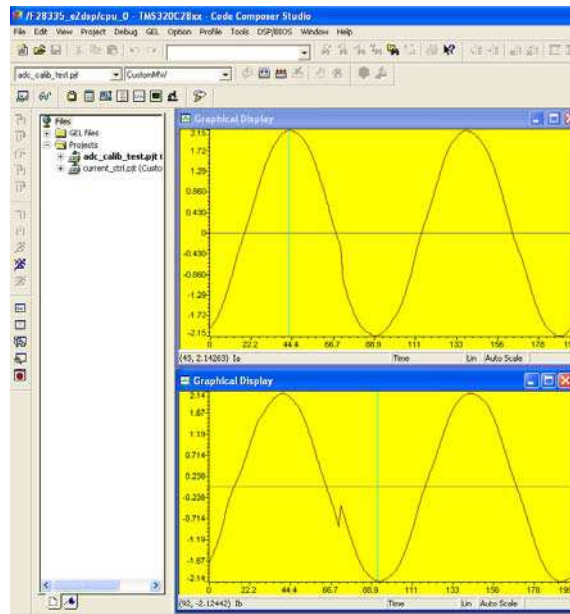 /F28335_eZdsp/cpu_0 - TMS320C28xx - Code Composer Studio
File Edit View Project Debug GEL Option Profile Tools DSP/BIOS Window Help
adc_calib_test.pjt CustomMW
Files
GEL files
Projects
adc_calib_test.pjt (
current_ctrl.pjt (Custo
Graphical Display
2.15
1.72
1.29
0.860
0.430
0
-0.430
-0.860
-1.29
-1.72
-2.15
0 22.2 44.4 66.7 88.9 111 133 156 178
(43, 2.14263) Ia Time Lin Auto Scale
Graphical Display
2.14
1.67
1.19
0.714
0.238
-0.238
-0.714
-1.19
-1.67
-2.14
0 22.2 44.4 66.7 88.9 111 133 156 178 199
(92, -2.12442) Ib Time Lin Auto Scale